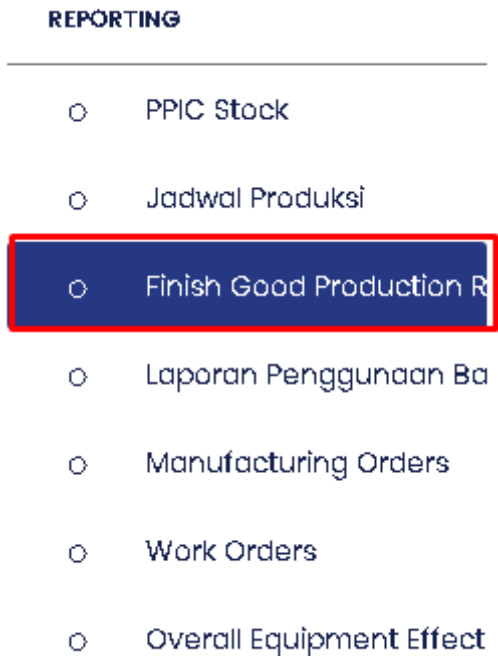 REPORTING
PPIC Stock
Jadwal Produksi
Finish Good Production R
Laporan Penggunaan Ba
Manufacturing Orders
Work Orders
Overall Equipment Effect